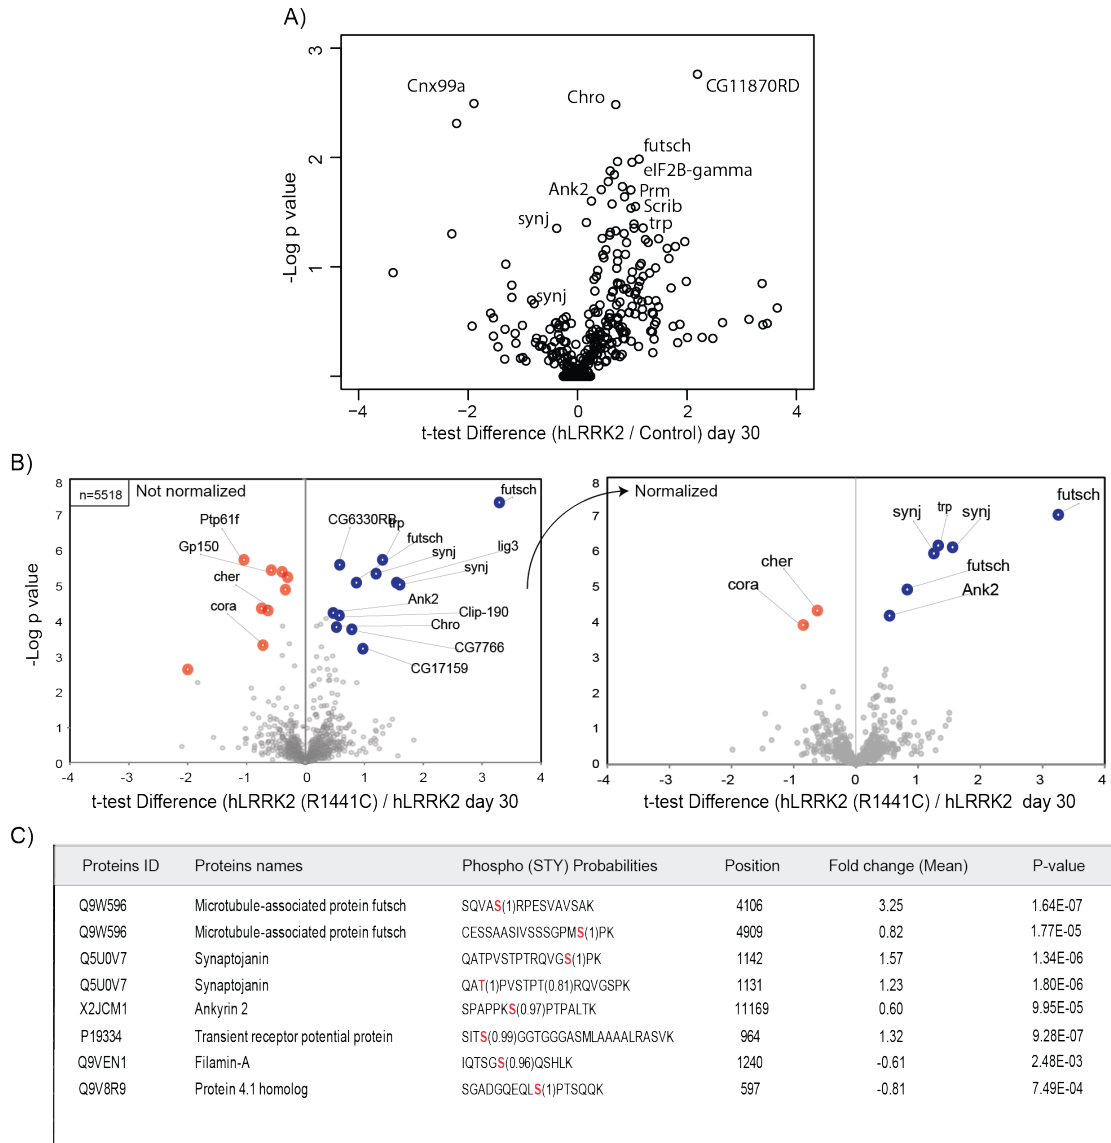 A)
3
2
1
-Log p value
Cnx99a
Chro
CG11870RD
futsch
eIF2B-gamma
Ank2
Prm
Scrib
synj
trp
synj
−4 −2 0 2 4
t-test Difference (hLRRK2 / Control) day 30
B)
8
7
6
5
4
3
2
1
0
-Log p value
n=5518
Not normalized
futsch
Ptp61f
CG6330RB
trp
futsch
Gp150
synj
lig3
synj
cher
Ank2
Clip-190
cora
Chro
CG7766
CG17159
-4 -3 -2 -1 0 1 2 3 4
t-test Difference (hLRRK2 (R1441C) / hLRRK2 day 30
8
7
6
5
4
3
2
1
0
Normalized
futsch
synj
trp
synj
cher
futsch
cora
Ank2
-4 -3 -2 -1 0 1 2 3 4
t-test Difference (hLRRK2 (R1441C) / hLRRK2 day 30
C)
Proteins ID Proteins names Phospho (STY) Probabilities Position Fold change (Mean) P-value
Q9W596 Microtubule-associated protein futsch SQVAS(1)RPESVAVSAK 4106 3.25 1.64E-07
Q9W596 Microtubule-associated protein futsch CESSAASIVSSSGPMS(1)PK 4909 0.82 1.77E-05
Q5U0V7 Synaptojanin QATPVSTPTRQVGS(1)PK 1142 1.57 1.34E-06
Q5U0V7 Synaptojanin QAT(1)PVSTPT(0.81)RQVGSPK 1131 1.23 1.80E-06
X2JCM1 Ankyrin 2 SPAPPKS(0.97)PTPALTK 11169 0.60 9.95E-05
P19334 Transient receptor potential protein SITS(0.99)GGTGGGASMLAAAALRASVK 964 1.32 9.28E-07
Q9VEN1 Filamin-A IQTSGS(0.96)QSHLK 1240 -0.61 2.48E-03
Q9V8R9 Protein 4.1 homolog SGADGQEQLS(1)PTSQQK 597 -0.81 7.49E-04